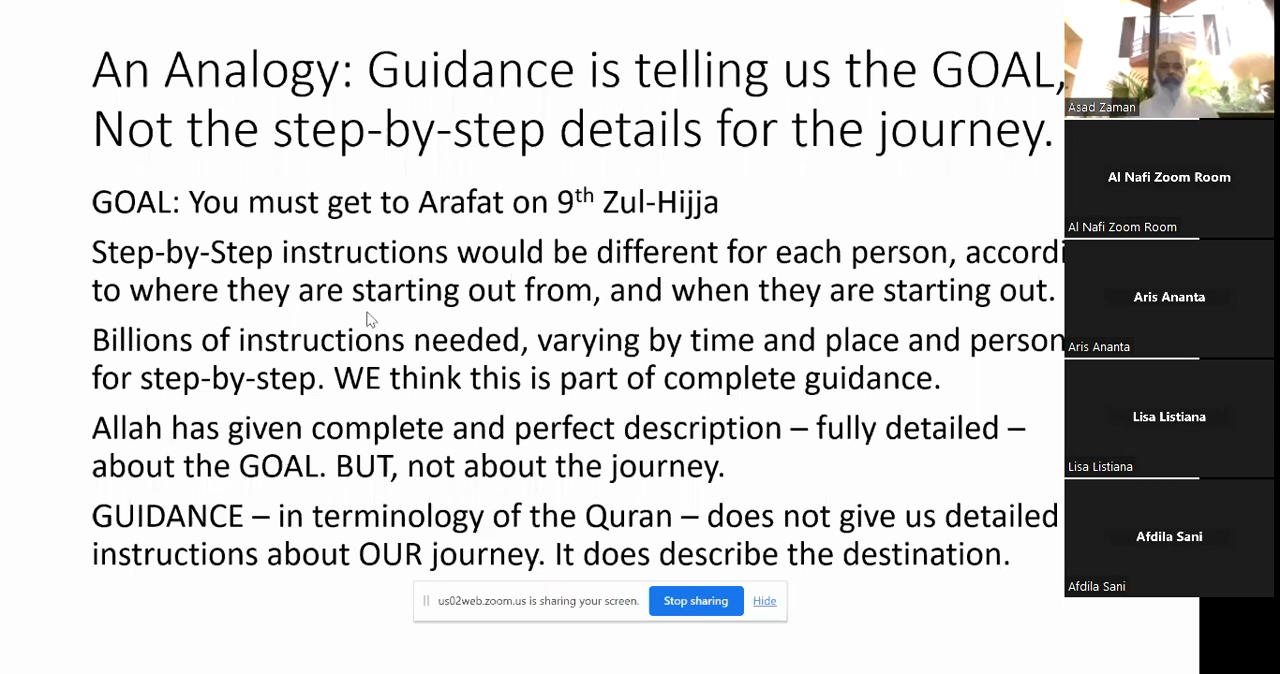 An Analogy: Guidance is telling us the GOAL,
Not the step-by-step details for the journey.
GOAL: You must get to Arafat on 9th Zul-Hijja
Step-by-Step instructions would be different for each person, accordi
to where they are starting out from, and when they are starting out.
Billions of instructions needed, varying by time and place and person
for step-by-step. WE think this is part of complete guidance.
Allah has given complete and perfect description – fully detailed –
about the GOAL. BUT, not about the journey.
GUIDANCE – in terminology of the Quran – does not give us detailed
instructions about OUR journey. It does describe the destination.
us02web.zoom.us is sharing your screen. Stop sharing Hide
Asad Zaman
Al Nafi Zoom Room
Al Nafi Zoom Room
Aris Ananta
Aris Ananta
Lisa Listiana
Lisa Listiana
Afdila Sani
Afdila Sani